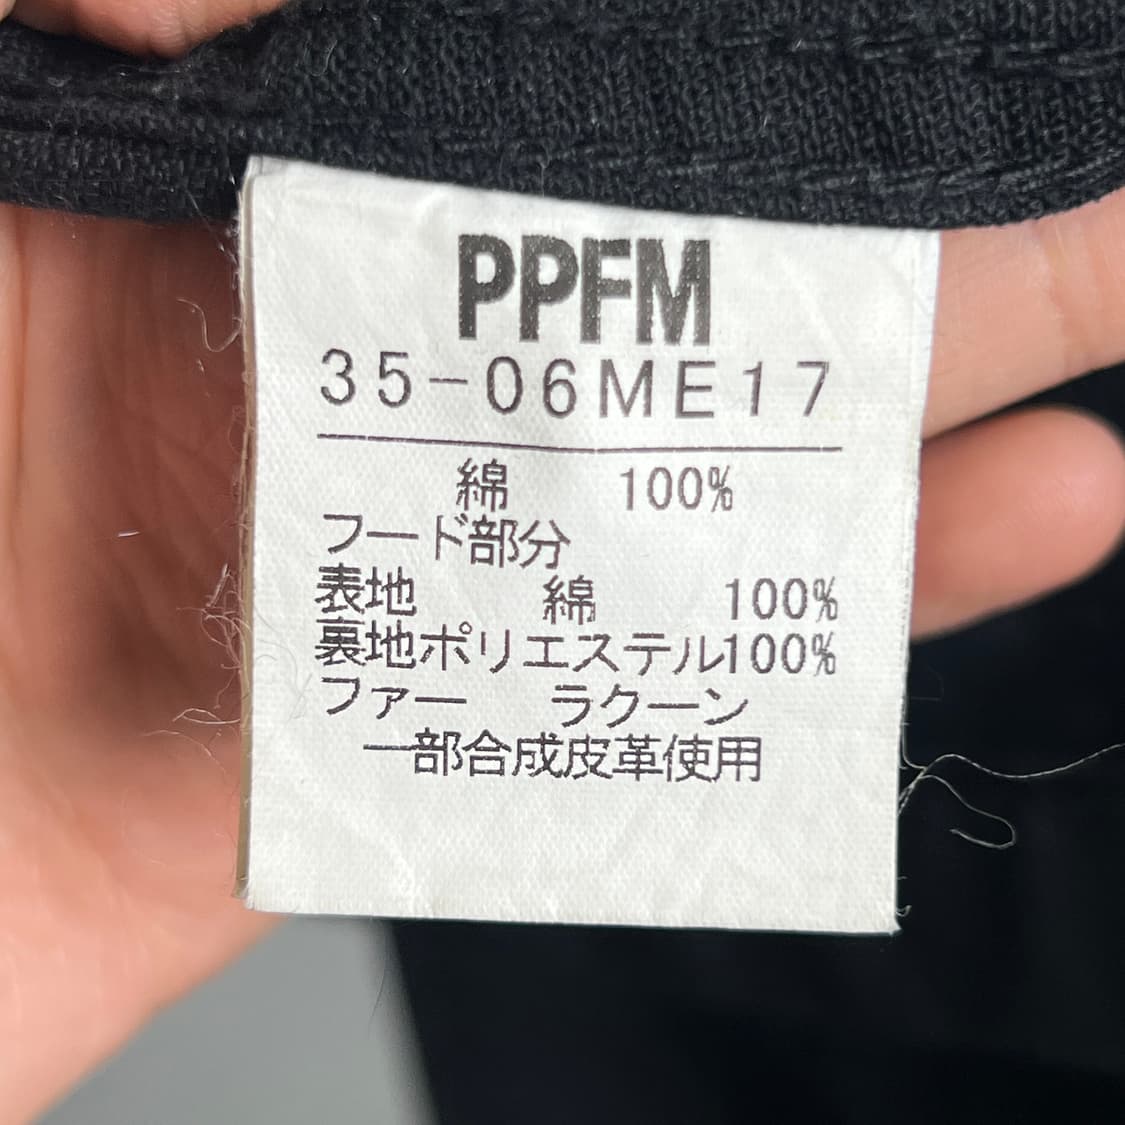 PPFM
35-06ME17
綿 100%
フード部分
表地 綿 100%
裏地ポリエステル100%
ファー ラクーン
一部合成皮革使用